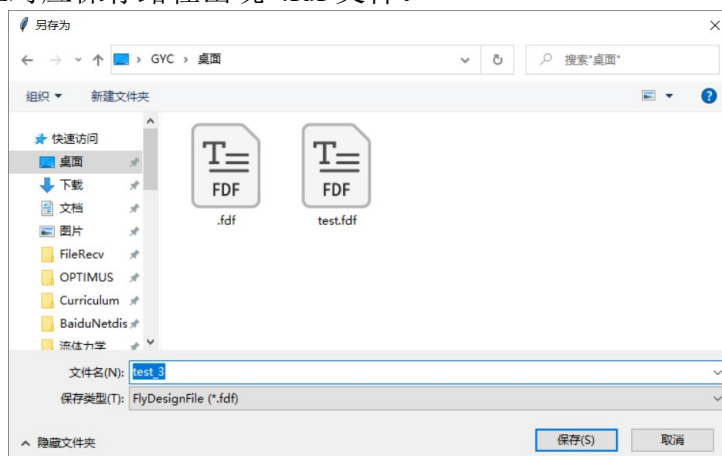 另存为
GYC > 桌面
搜索"桌面"
组织
新建文件夹
快速访问
桌面
下载
文档
图片
FileRecv
OPTIMUS
Curriculum
BaiduNetdis
流体力学
T
FDF
.fdf
T
FDF
test.fdf
文件名(N): test_3
保存类型(T): FlyDesignFile (*.fdf)
隐藏文件夹
保存(S)
取消